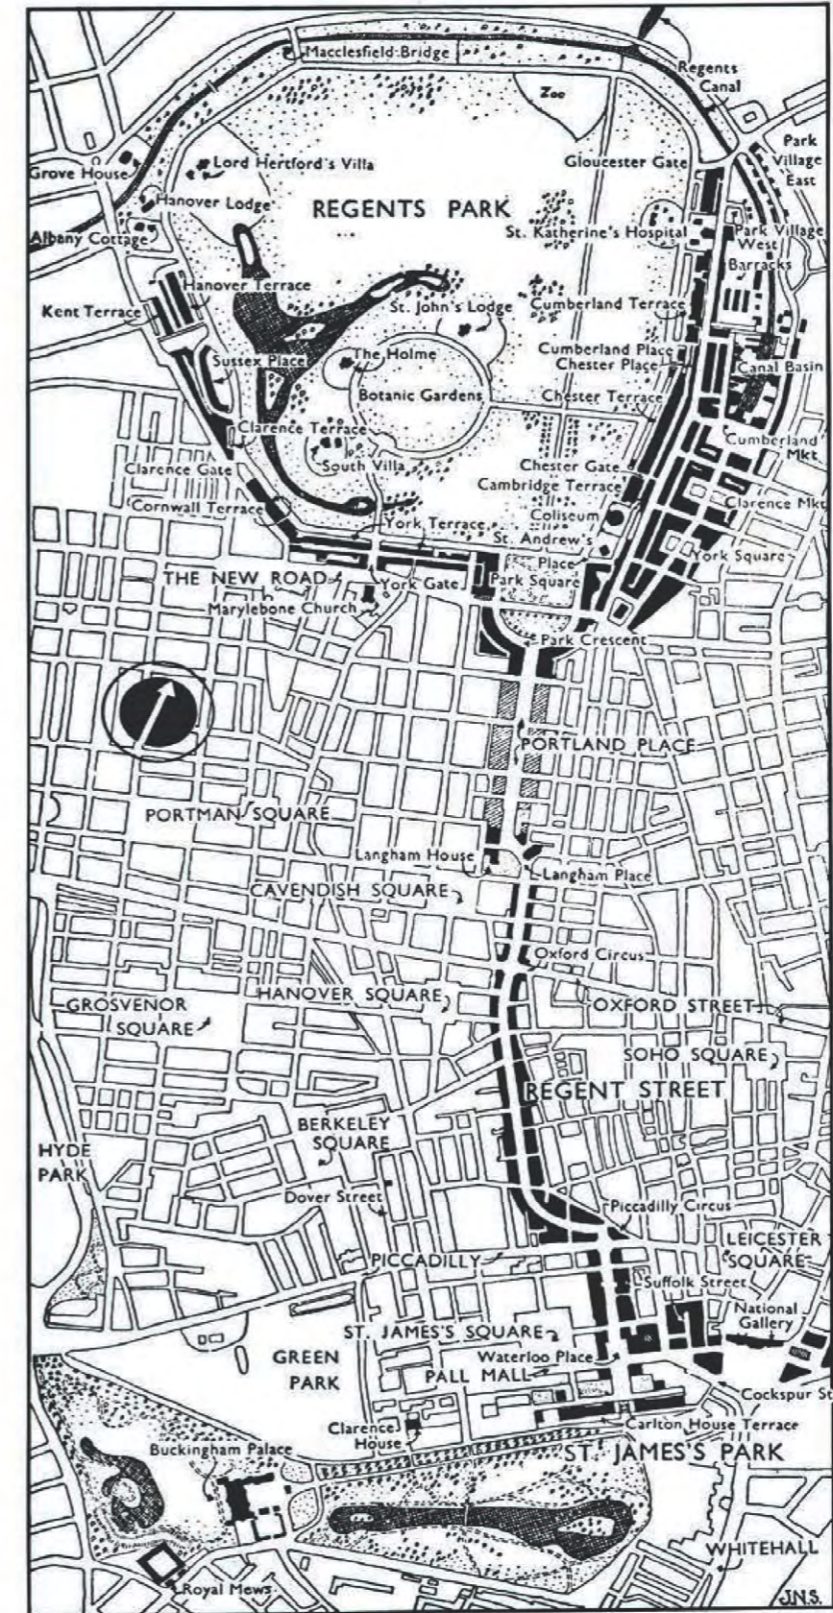 Macclesfield Bridge
Regents
Canal
Zoo
Park
Village
East
Grove House
Lord Hertford's Villa
Gloucester Gate
Hanover Lodge
REGENTS PARK
Albany Cottage
St. Katherine's Hospital
Park Village
West
Barracks
Hanover Terrace
Kent Terrace
St. John's Lodge
Cumberland Terrace
Sussex Place
The Holme
Cumberland Place
Chester Place
Canal Basin
Botanic Gardens
Chester Terrace
Clarence Terrace
Cumberland
Mkt
Clarence Gate
South Villa
Chester Gate
Cambridge Terrace
Cornwall Terrace
Coliseum
Clarence Mkt
York Terrace
St. Andrew's
Place
York Square
THE NEW ROAD
York Gate
Park Square
Marylebone Church
Park Crescent
PORTLAND PLACE
PORTMAN SQUARE
Langham House
Langham Place
CAVENDISH SQUARE
Oxford Circus
HANOVER SQUARE
GROSVENOR
SQUARE
OXFORD STREET
SOHO SQUARE
REGENT STREET
BERKELEY
SQUARE
HYDE
PARK
Dover Street
Piccadilly Circus
PICCADILLY
LEICESTER
SQUARE
Suffolk Street
National
Gallery
ST. JAMES'S SQUARE
GREEN
PARK
Waterloo Place
PALL MALL
Cockspur St
Clarence
House
Carlton House Terrace
Buckingham Palace
ST. JAMES'S PARK
WHITEHALL
Royal Mews
J.N.S.